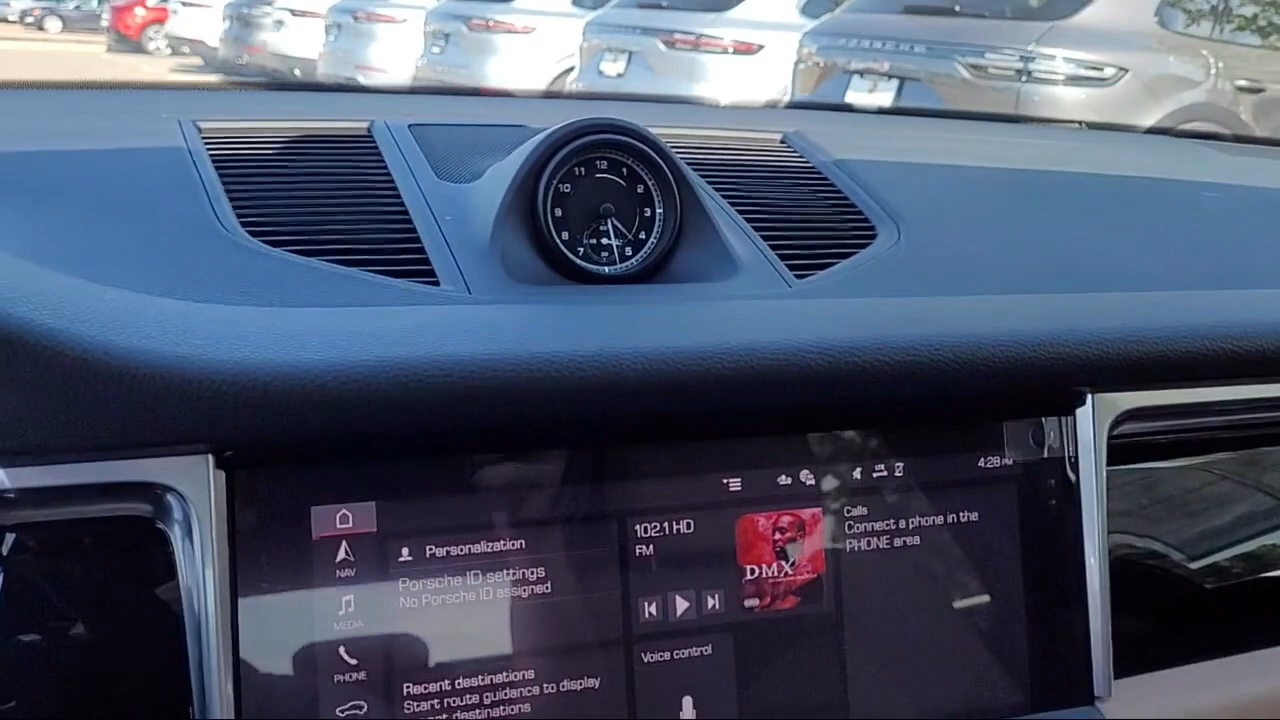 PORSCHE
12
11
1
10
2
9
3
8
4
7
5
4:28 PM
102.1 HD
FM
DMX
Calls
Connect a phone in the
PHONE area
Personalization
Porsche ID settings
No Porsche ID assigned
NAV
MEDIA
PHONE
Voice control
Recent destinations
Start route guidance to display
destinations